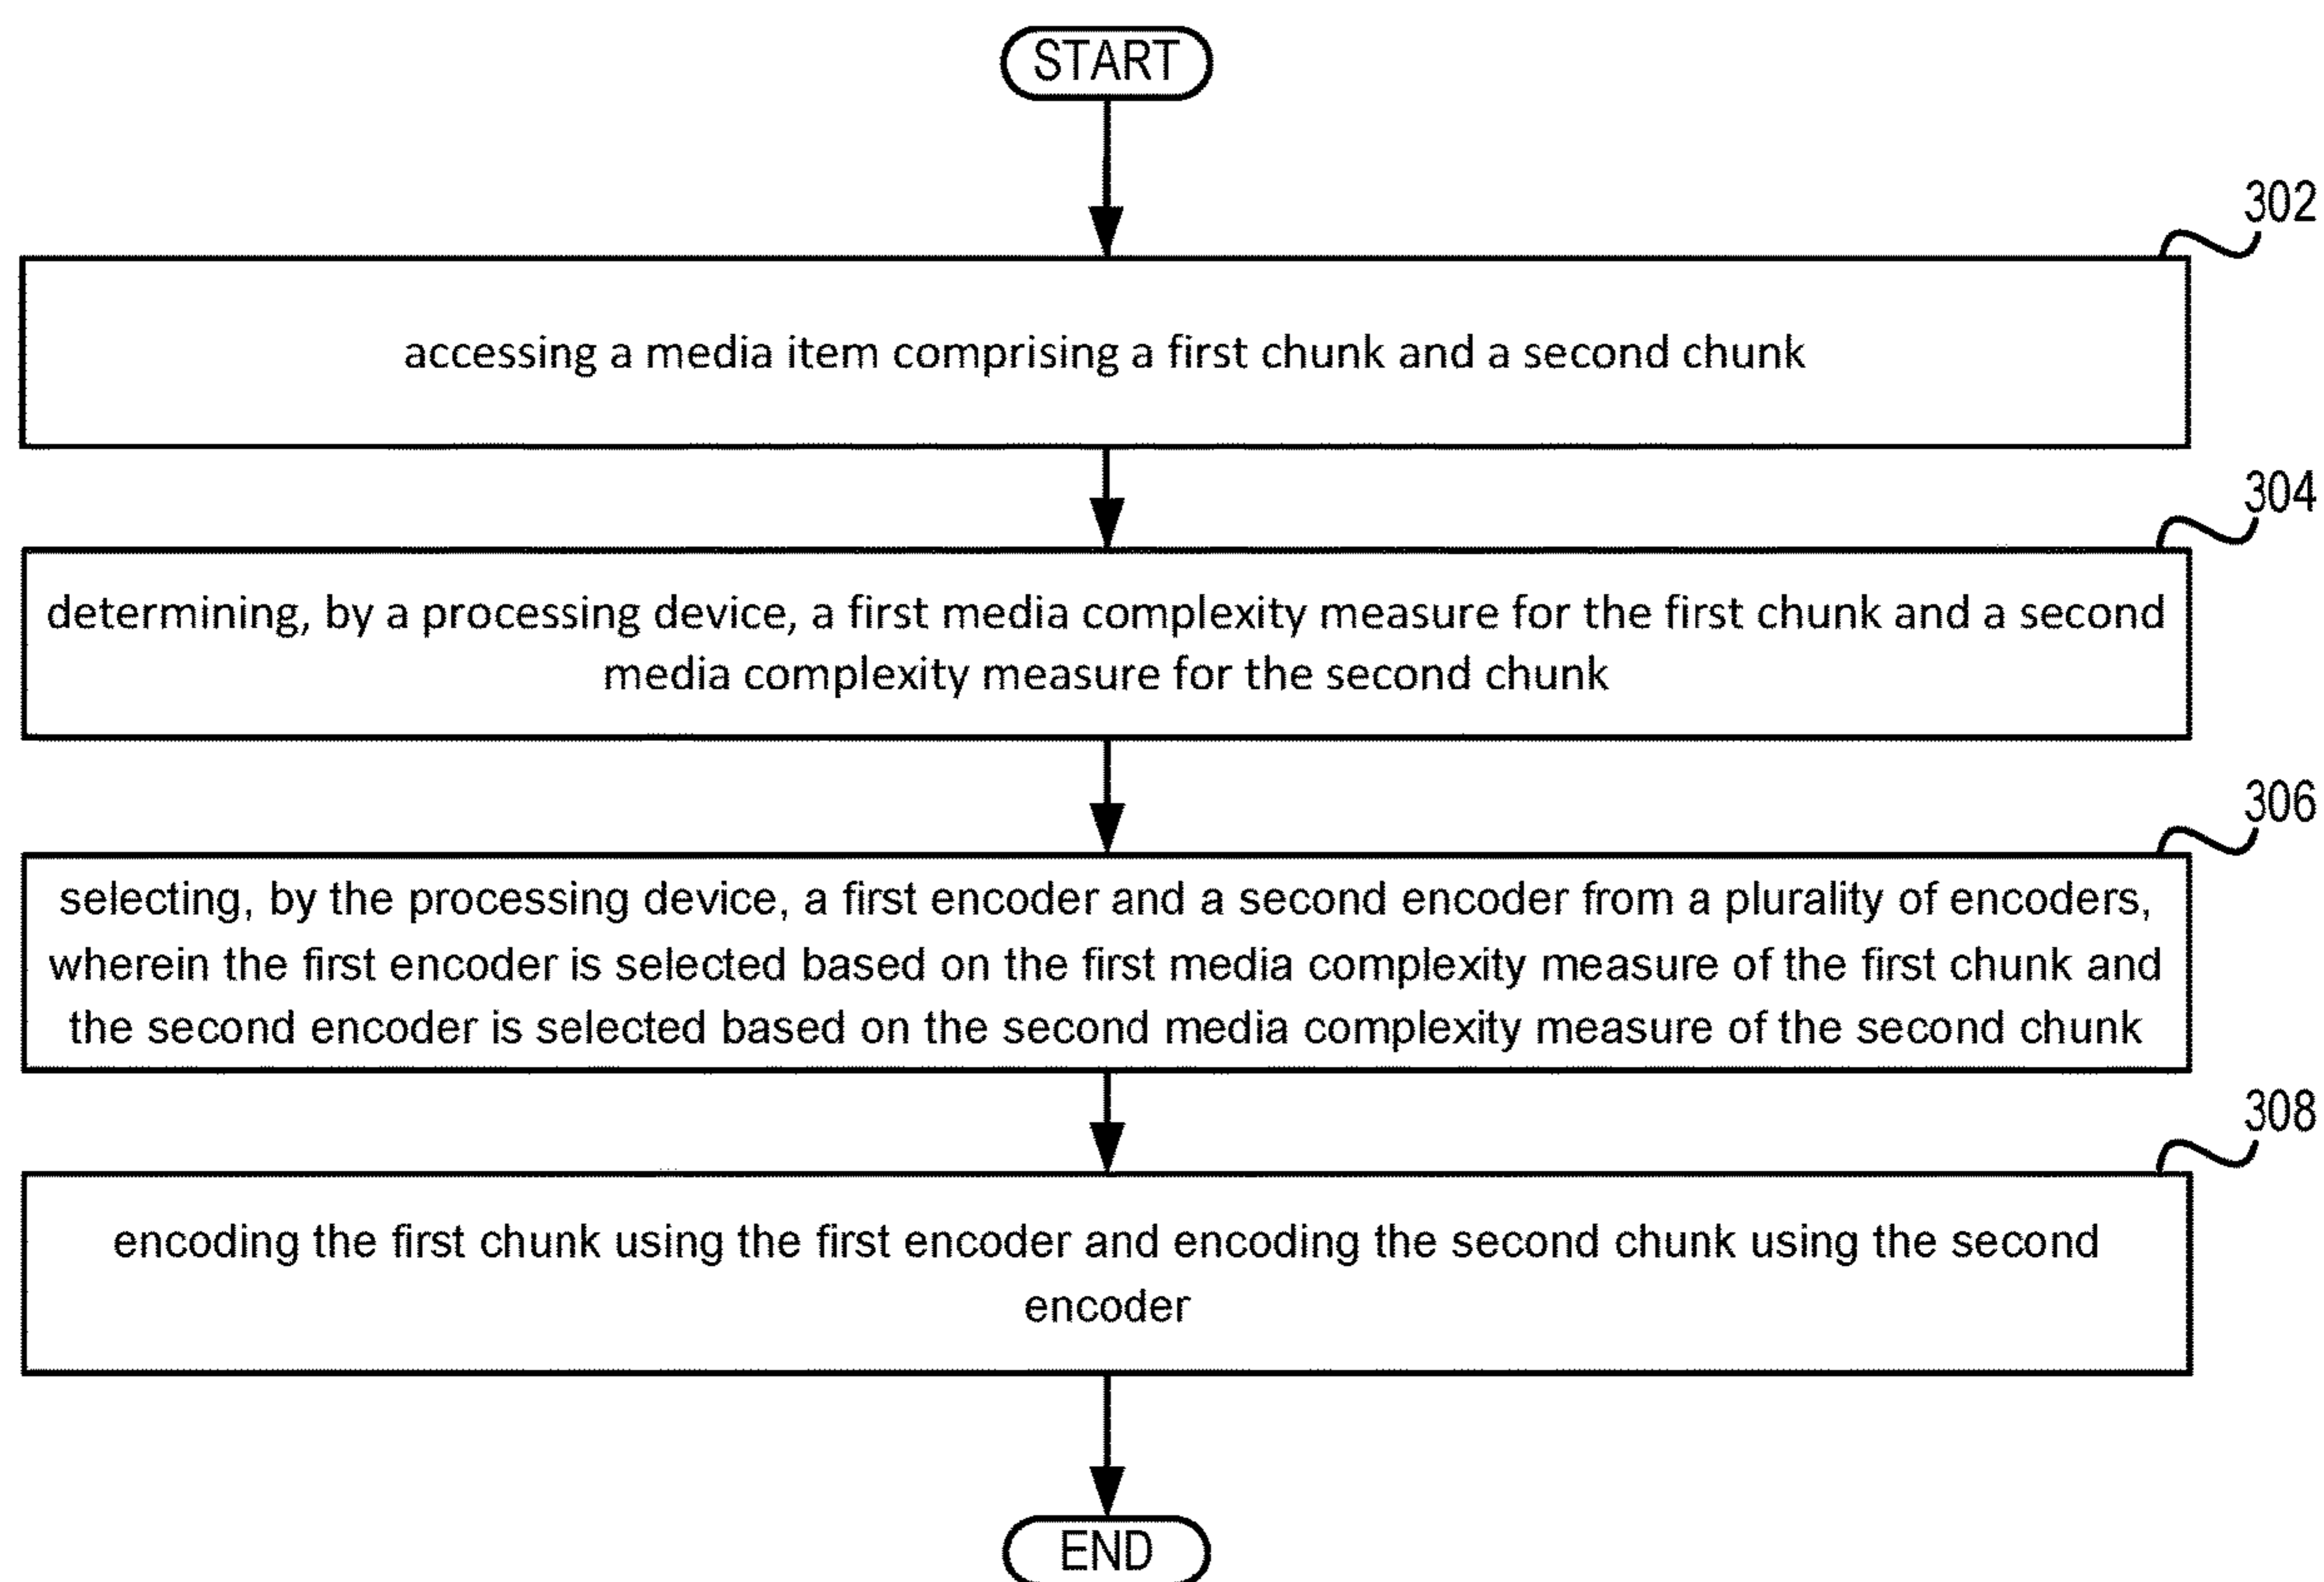 START
302
accessing a media item comprising a first chunk and a second chunk
304
determining, by a processing device, a first media complexity measure for the first chunk and a second
media complexity measure for the second chunk
306
selecting, by the processing device, a first encoder and a second encoder from a plurality of encoders,
wherein the first encoder is selected based on the first media complexity measure of the first chunk and
the second encoder is selected based on the second media complexity measure of the second chunk
308
encoding the first chunk using the first encoder and encoding the second chunk using the second
encoder
END